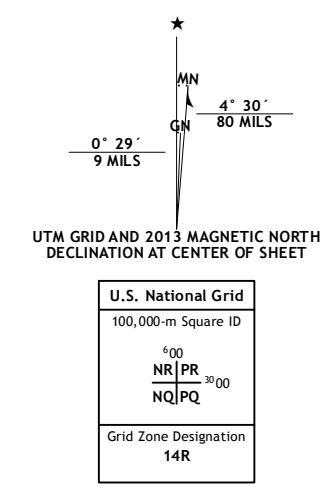 ★
MN
4° 30´
80 MILS
GN
0° 29´
9 MILS
UTM GRID AND 2013 MAGNETIC NORTH
DECLINATION AT CENTER OF SHEET
U.S. National Grid
100,000-m Square ID
600
NR PR
3000
NQ PQ
Grid Zone Designation
14R